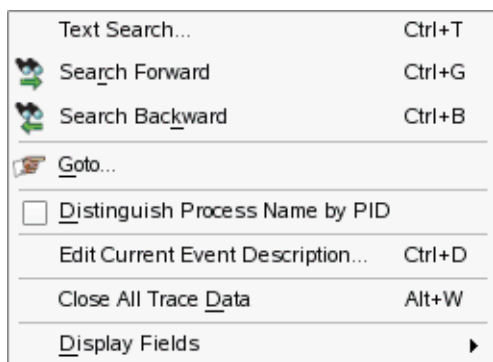 Text Search... Ctrl+T
Search Forward Ctrl+G
Search Backward Ctrl+B
Goto...
Distinguish Process Name by PID
Edit Current Event Description... Ctrl+D
Close All Trace Data Alt+W
Display Fields